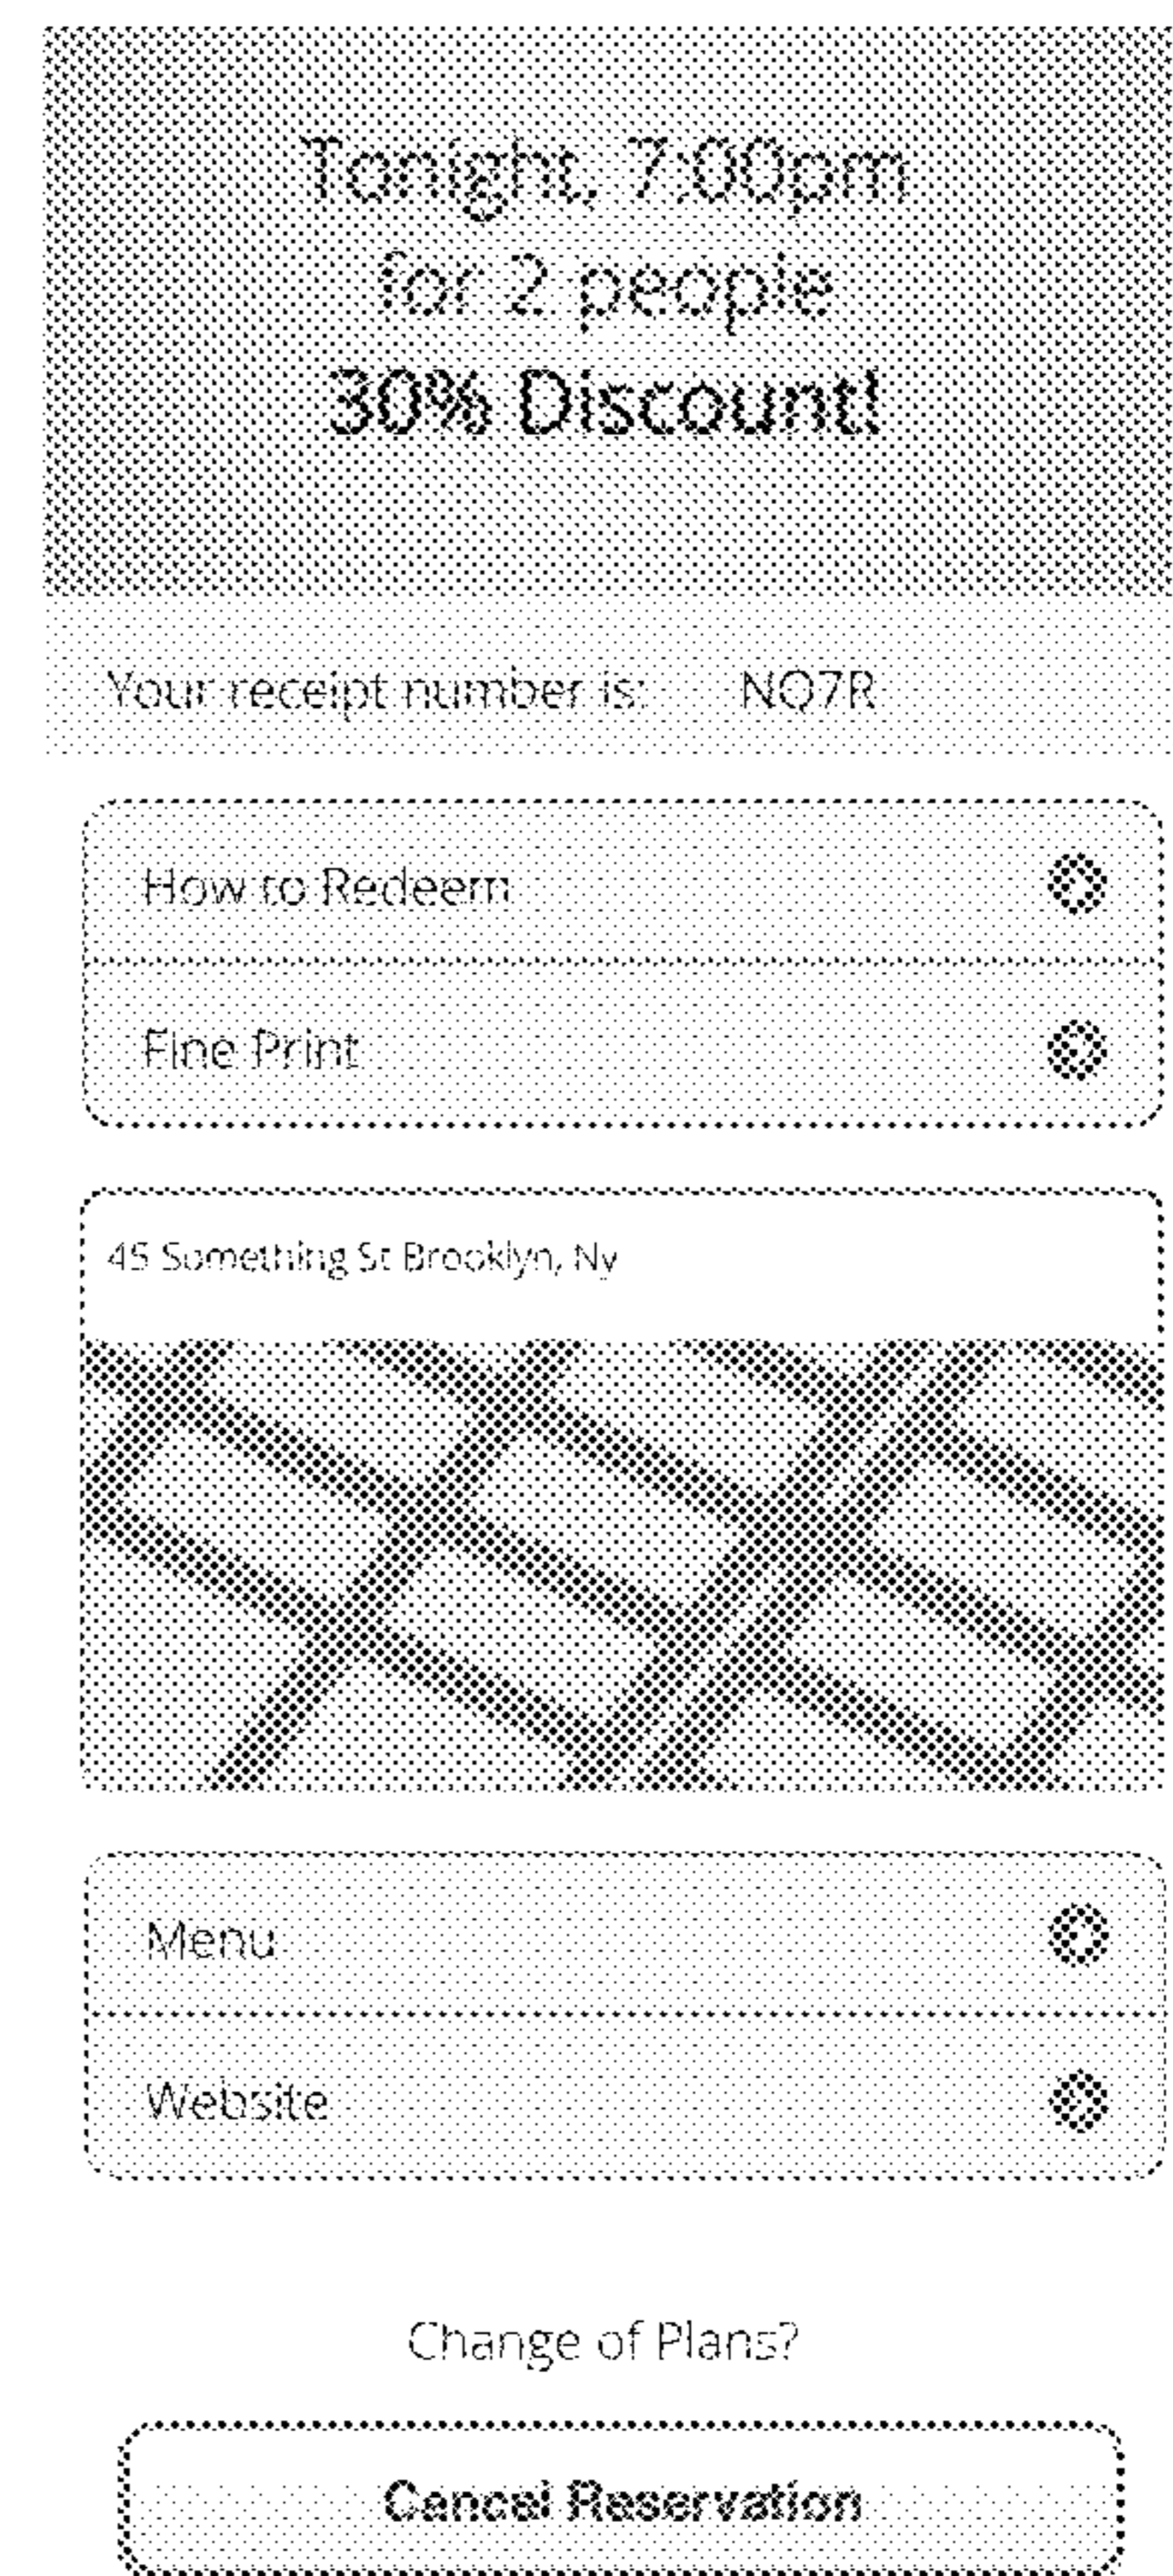 Tonight, 7:00pm
for 2 people
30% Discount!
Your receipt number is: NQ7R
How to Redeem
Fine Print
45 Something St Brooklyn, Ny
Menu
Website
Change of Plans?
Cancel Reservation